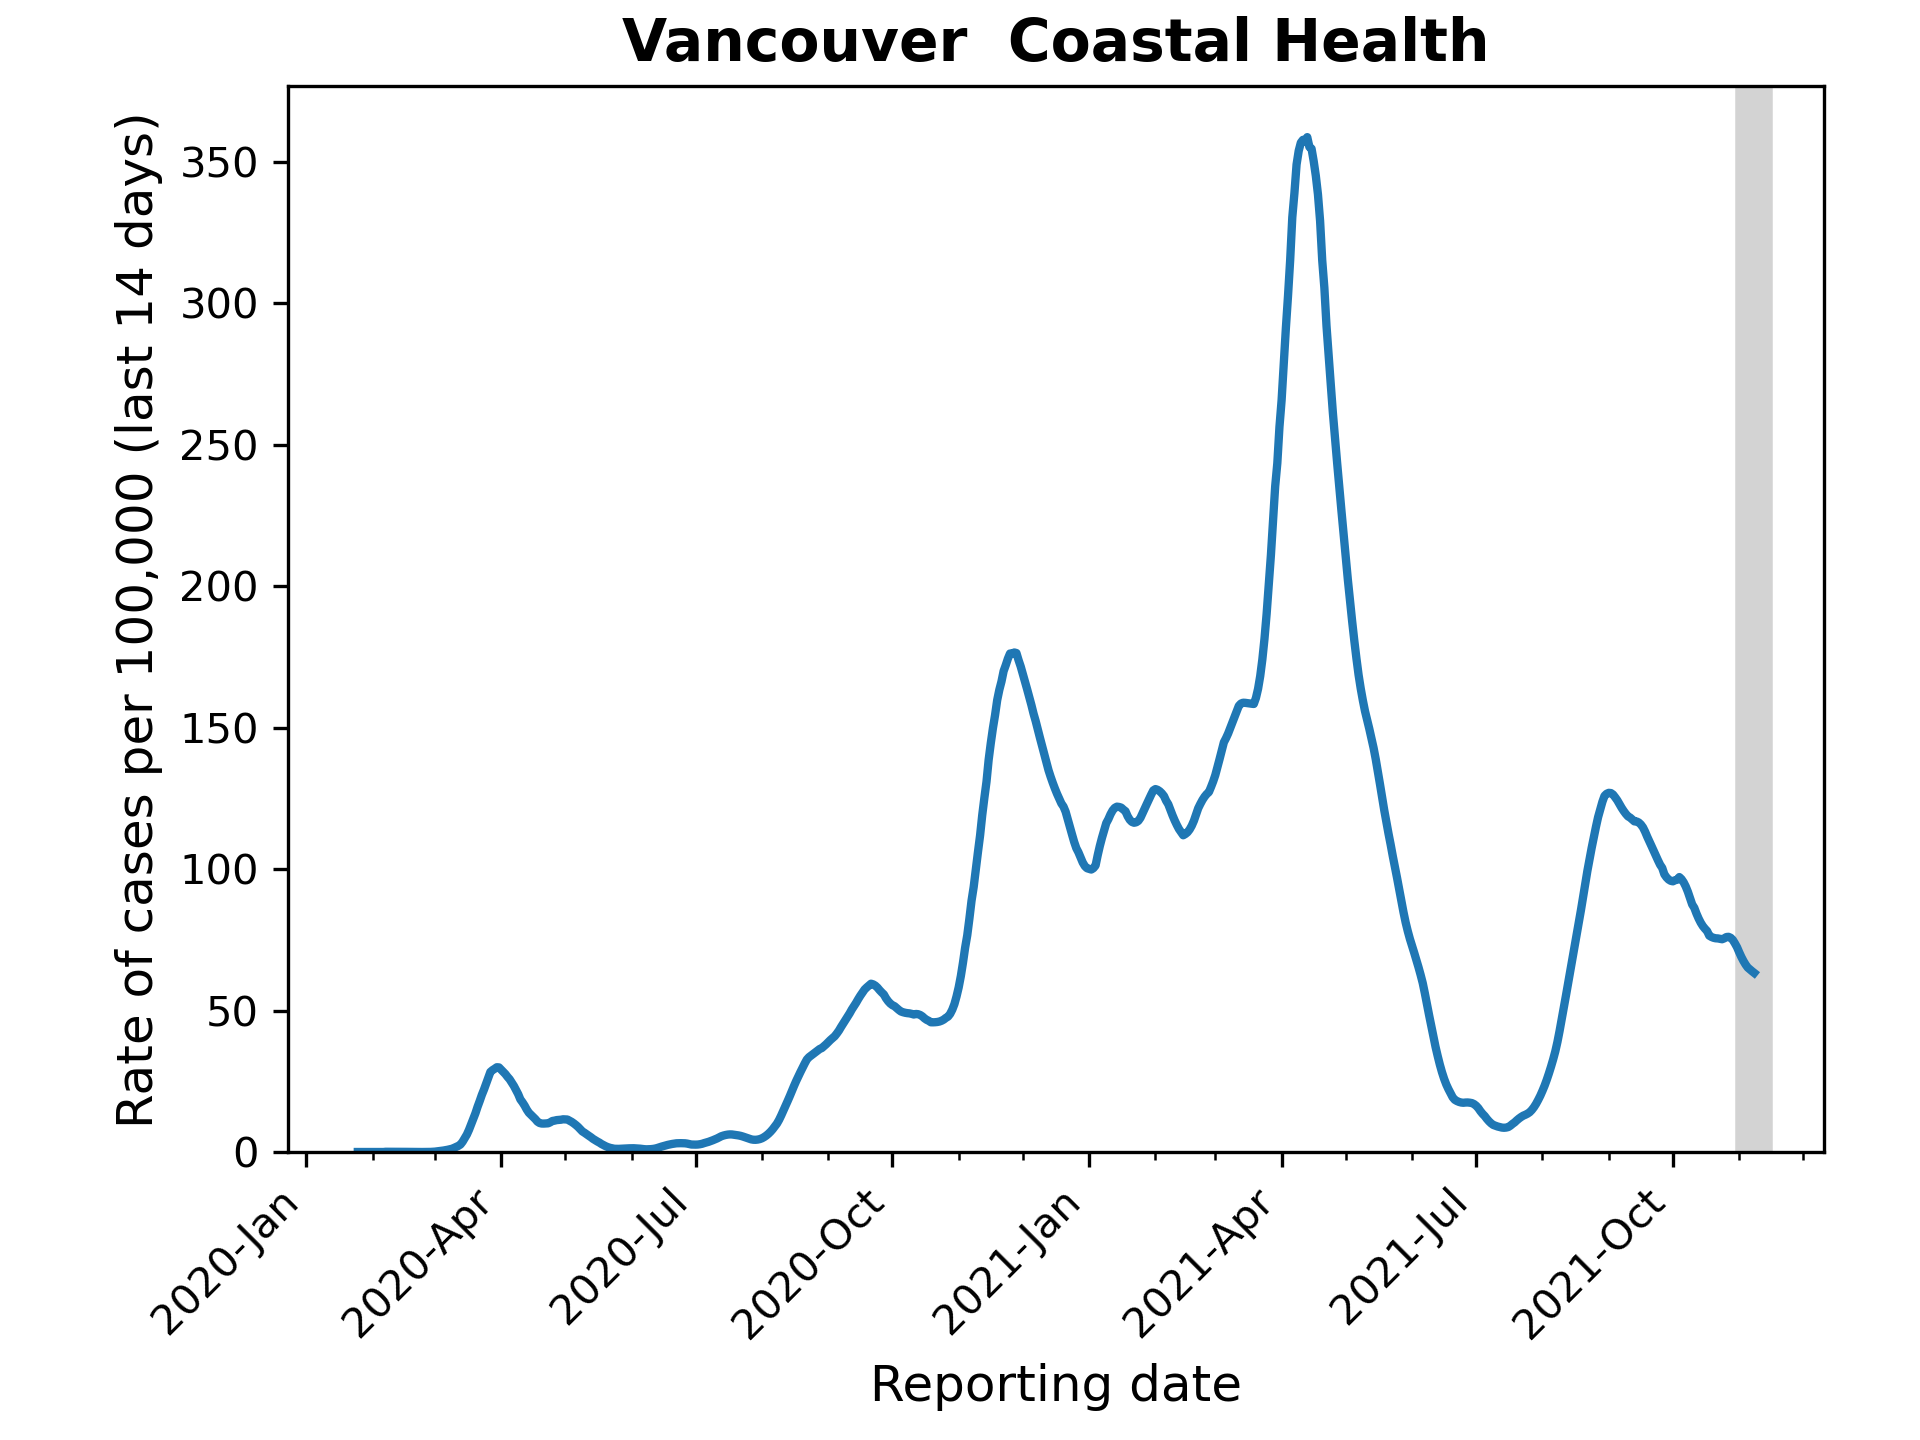 Vancouver  Coastal Health
Rate of cases per 100,000 (last 14 days)
350
300
250
200
150
100
50
0
2020-Jan
2020-Apr
2020-Jul
2020-Oct
2021-Jan
2021-Apr
2021-Jul
2021-Oct
Reporting date